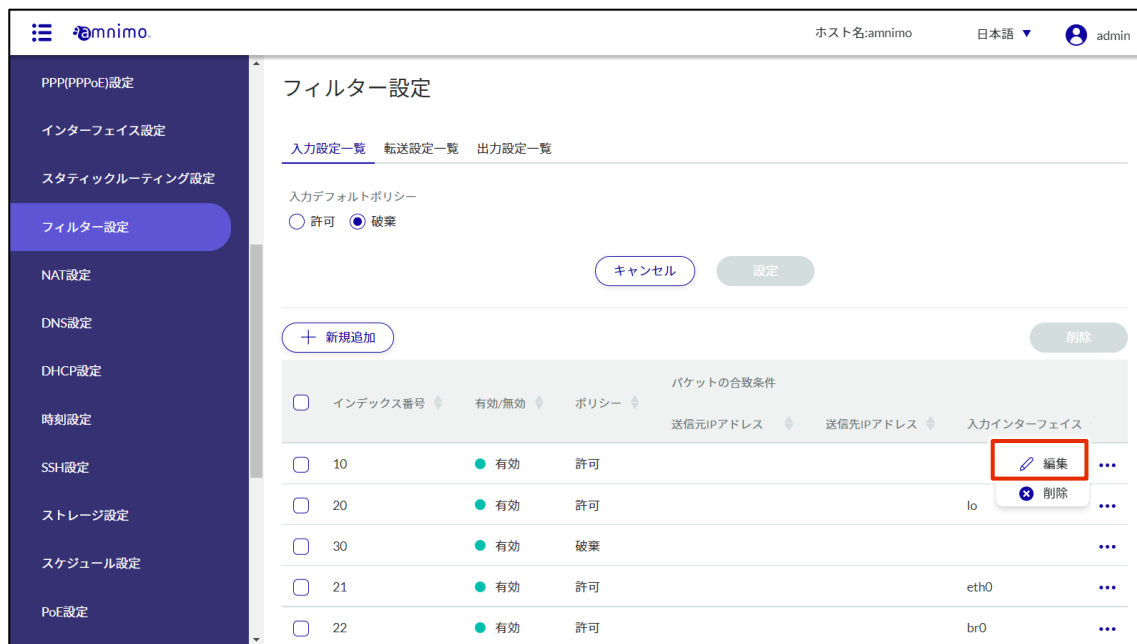 amnimo.
ホスト名:amnimo
日本語 ▼
admin
PPP(PPPoE)設定
インターフェイス設定
スタティックルーティング設定
フィルター設定
NAT設定
DNS設定
DHCP設定
時刻設定
SSH設定
ストレージ設定
スケジュール設定
PoE設定
フィルター設定
入力設定一覧 転送設定一覧 出力設定一覧
入力デフォルトポリシー
許可 破棄
キャンセル 設定
新規追加 削除
パケットの合致条件
インデックス番号 有効/無効 ポリシー 送信元IPアドレス 送信先IPアドレス 入力インターフェイス
10 有効 許可 編集
削除
20 有効 許可 lo
30 有効 破棄
21 有効 許可 eth0
22 有効 許可 br0